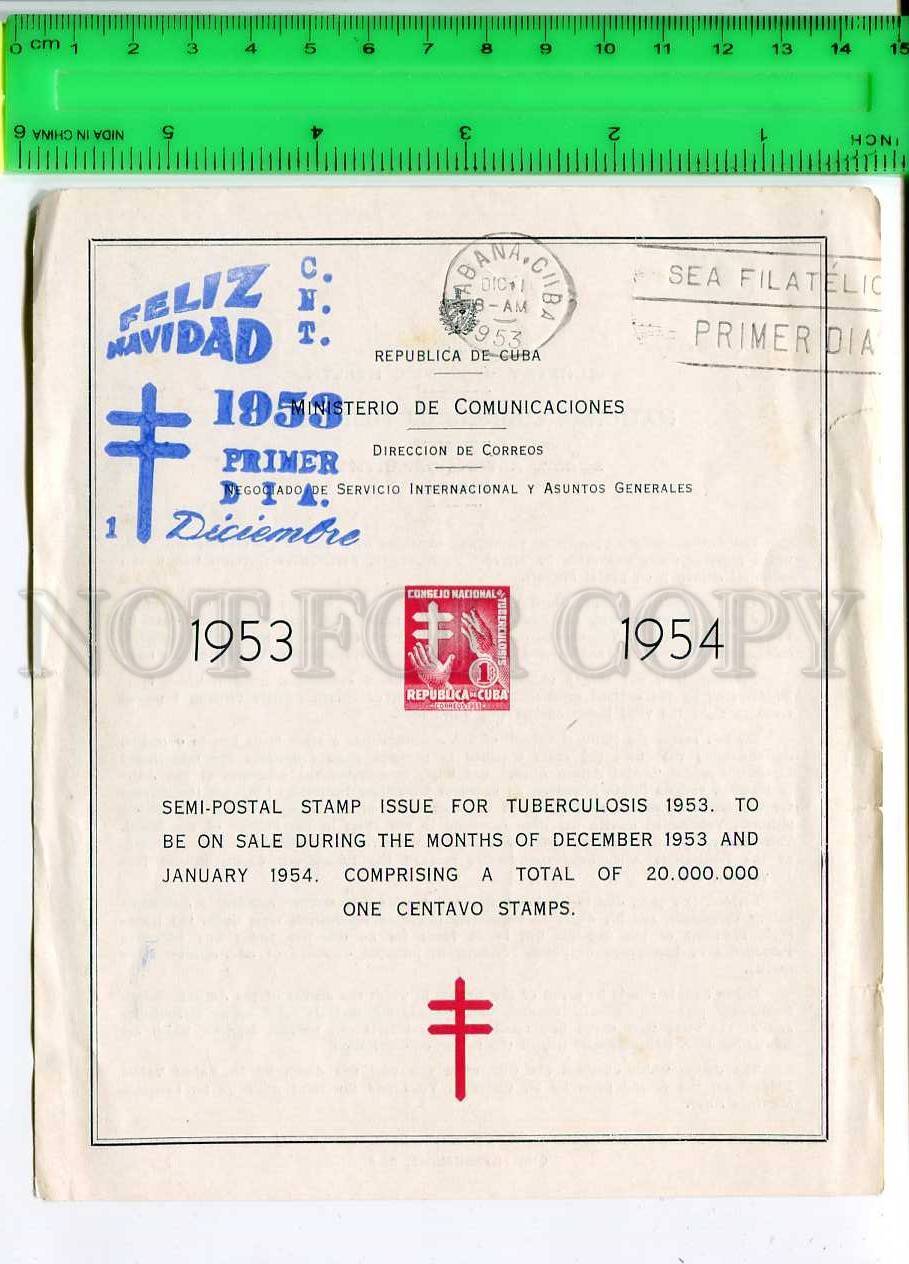 0 cm 1 2 3 4 5 6 7 8 9 10 11 12 13 14 15
6 NIDA IN CHINA 5 4 3 2 1 INCH
FELIZ
NAVIDAD
C.
N.
T.
HABANA, CUBA
DIC 1
8-AM
1953
SEA FILATÉLIC
PRIMER DIA
REPUBLICA DE CUBA
1953
MINISTERIO DE COMUNICACIONES
DIRECCION DE CORREOS
PRIMER
DIA.
NEGOCIADO DE SERVICIO INTERNACIONAL Y ASUNTOS GENERALES
1 Diciembre
NOT FOR COPY
1953
CONSEJO NACIONAL DE TUBERCULOSIS
1¢
REPUBLICA DE CUBA
CORREOS 1953
1954
SEMI-POSTAL STAMP ISSUE FOR TUBERCULOSIS 1953. TO
BE ON SALE DURING THE MONTHS OF DECEMBER 1953 AND
JANUARY 1954. COMPRISING A TOTAL OF 20.000.000
ONE CENTAVO STAMPS.